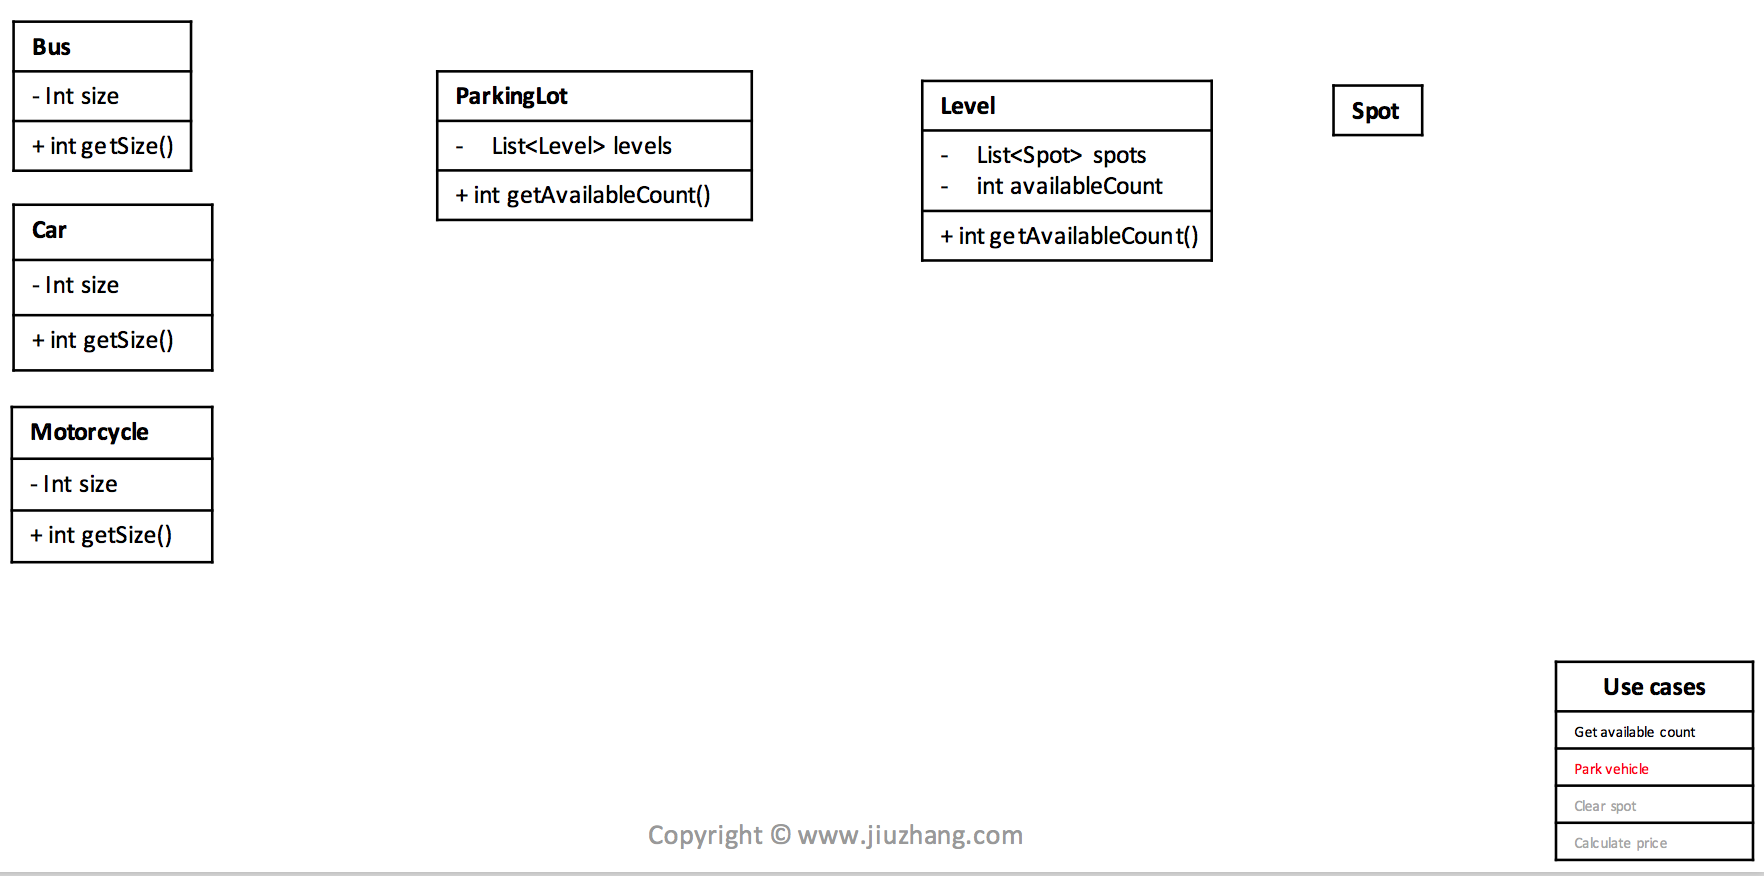 Bus
- Int size
+ int getSize()
Car
- Int size
+ int getSize()
Motorcycle
- Int size
+ int getSize()
ParkingLot
- List<Level> levels
+ int getAvailableCount()
Level
- List<Spot> spots
- int availableCount
+ int getAvailableCount()
Spot
Use cases
Get available count
Park vehicle
Clear spot
Calculate price
Copyright © www.jiuzhang.com